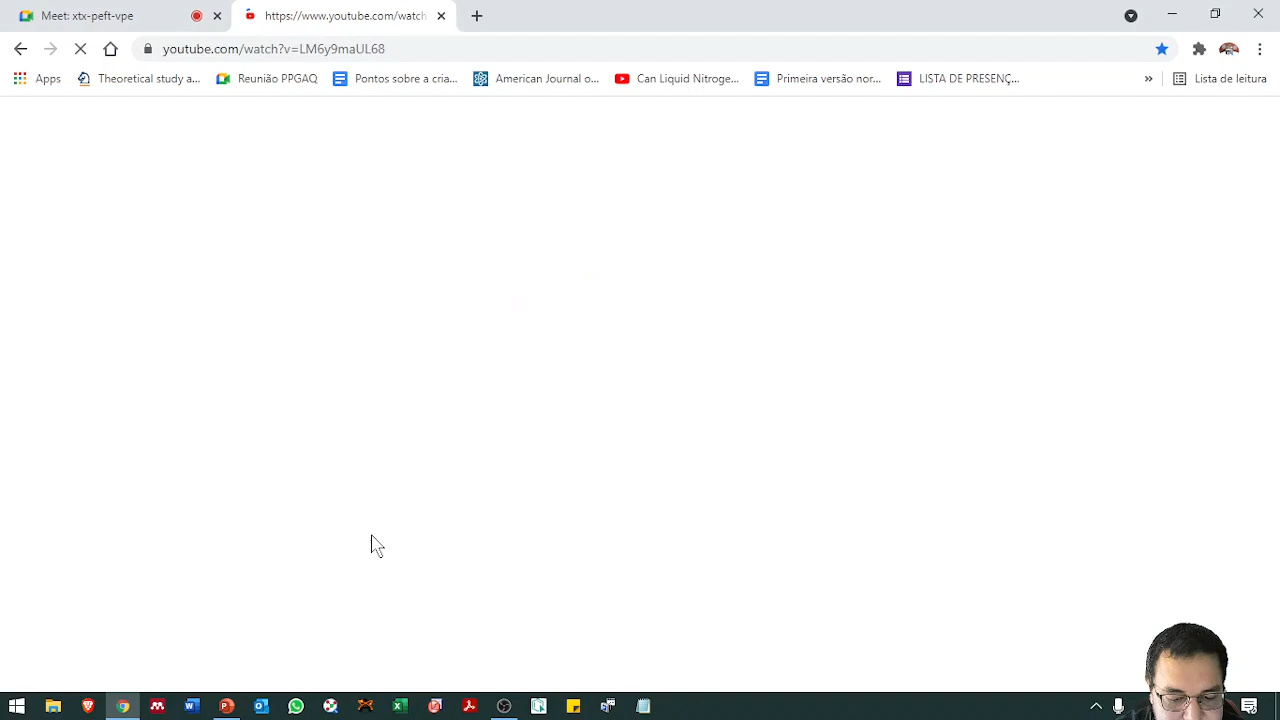 Meet: xtx-peft-vpe
https://www.youtube.com/watch
youtube.com/watch?v=LM6y9maUL68
Apps
Theoretical study a...
Reunião PPGAQ
Pontos sobre a cria...
American Journal o...
Can Liquid Nitroge...
Primeira versão nor...
LISTA DE PRESENÇ...
Lista de leitura